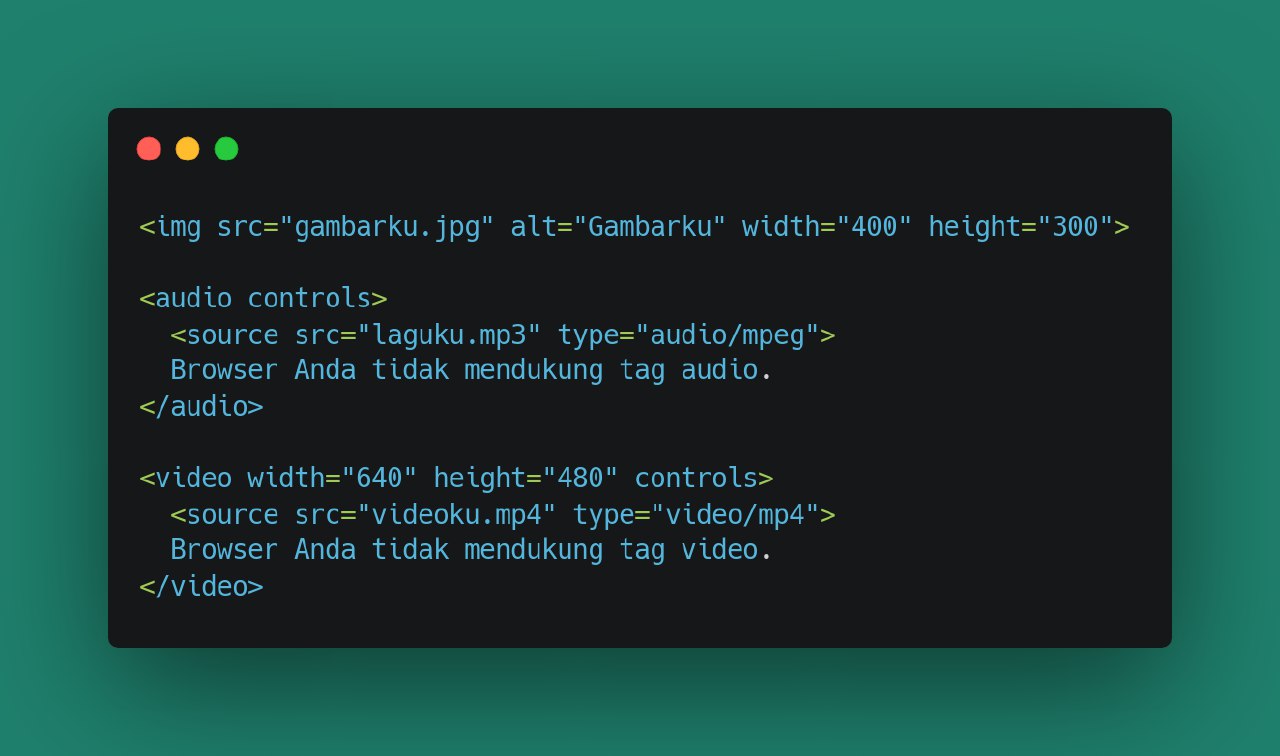 <img src="gambarku.jpg" alt="Gambarku" width="400" height="300">
<audio controls>
  <source src="laguku.mp3" type="audio/mpeg">
  Browser Anda tidak mendukung tag audio.
</audio>
<video width="640" height="480" controls>
  <source src="videoku.mp4" type="video/mp4">
  Browser Anda tidak mendukung tag video.
</video>